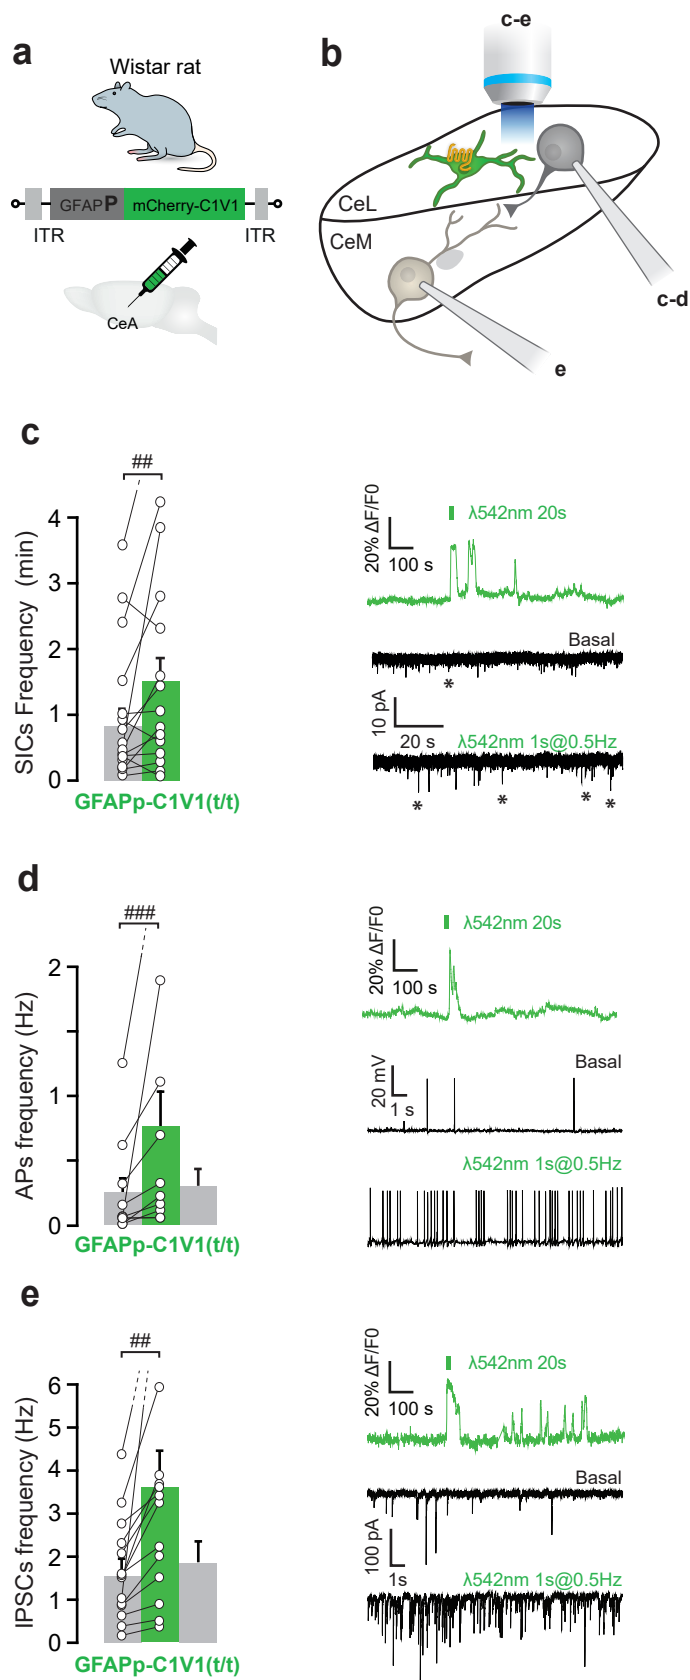 a
Wistar rat
GFAPP
mCherry-C1V1
ITR
ITR
CeA
b
c-e
CeL
CeM
c-d
e
c
##
SICs Frequency (min)
4
3
2
1
0
GFAPp-C1V1(t/t)
20% ΔF/F0
100 s
λ542nm 20s
Basal
*
10 pA
20 s
λ542nm 1s@0.5Hz
* * * *
d
###
APs frequency (Hz)
2
1
0
GFAPp-C1V1(t/t)
20% ΔF/F0
100 s
λ542nm 20s
Basal
20 mV
1 s
λ542nm 1s@0.5Hz
e
##
IPSCs frequency (Hz)
6
5
4
3
2
1
0
GFAPp-C1V1(t/t)
20% ΔF/F0
100 s
λ542nm 20s
Basal
100 pA
1s
λ542nm 1s@0.5Hz